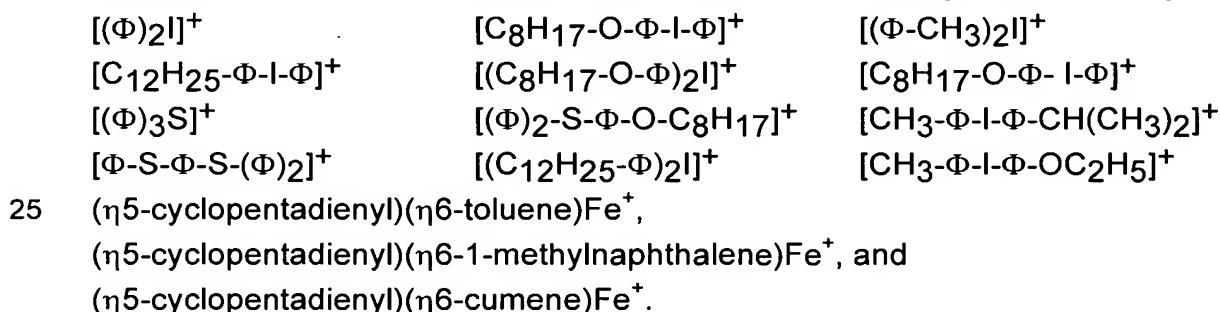 [(Φ)2I]+ [C8H17-O-Φ-I-Φ]+ [(Φ-CH3)2I]+
[C12H25-Φ-I-Φ]+ [(C8H17-O-Φ)2I]+ [C8H17-O-Φ- I-Φ]+
[(Φ)3S]+ [(Φ)2-S-Φ-O-C8H17]+ [CH3-Φ-I-Φ-CH(CH3)2]+
[Φ-S-Φ-S-(Φ)2]+ [(C12H25-Φ)2I]+ [CH3-Φ-I-Φ-OC2H5]+
25 (η5-cyclopentadienyl)(η6-toluene)Fe+,
(η5-cyclopentadienyl)(η6-1-methylnaphthalene)Fe+, and
(η5-cyclopentadienyl)(η6-cumene)Fe+.